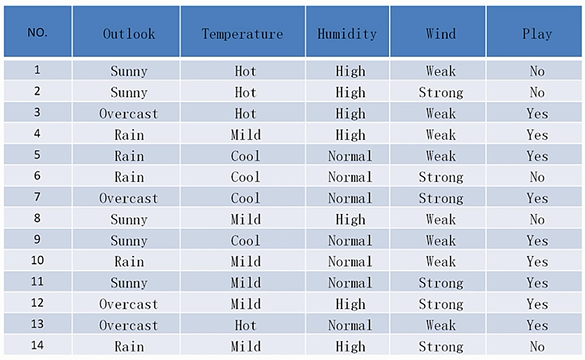 NO. Outlook Temperature Humidity Wind Play
1 Sunny Hot High Weak No
2 Sunny Hot High Strong No
3 Overcast Hot High Weak Yes
4 Rain Mild High Weak Yes
5 Rain Cool Normal Weak Yes
6 Rain Cool Normal Strong No
7 Overcast Cool Normal Strong Yes
8 Sunny Mild High Weak No
9 Sunny Cool Normal Weak Yes
10 Rain Mild Normal Weak Yes
11 Sunny Mild Normal Strong Yes
12 Overcast Mild High Strong Yes
13 Overcast Hot Normal Weak Yes
14 Rain Mild High Strong No